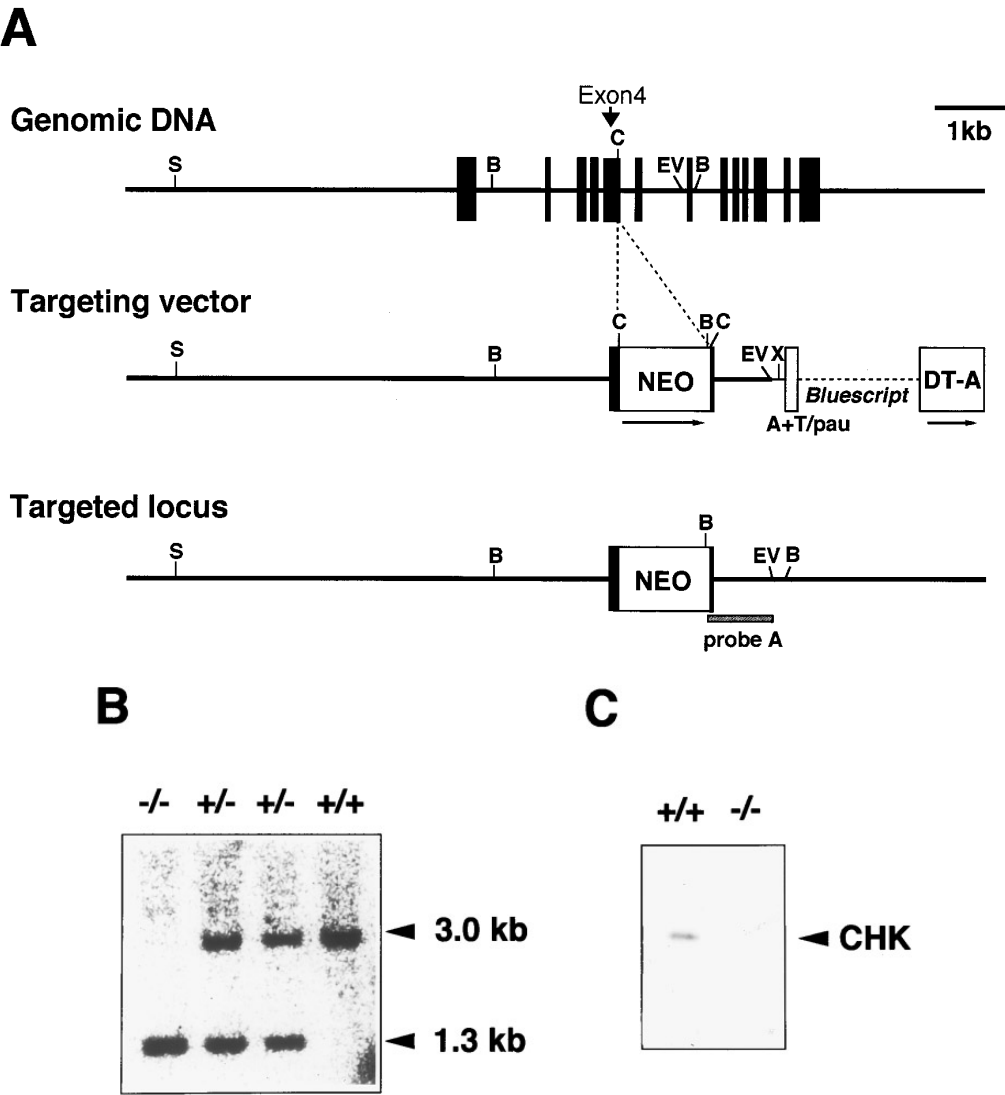 A
Exon4
Genomic DNA
C
1kb
S
B
EV B
Targeting vector
C
B C
S
B
EV X
NEO
DT-A
Bluescript
A+T/pau
Targeted locus
B
S
B
EV B
NEO
probe A
B
C
-/- +/- +/- +/+
+/+ -/-
3.0 kb
CHK
1.3 kb